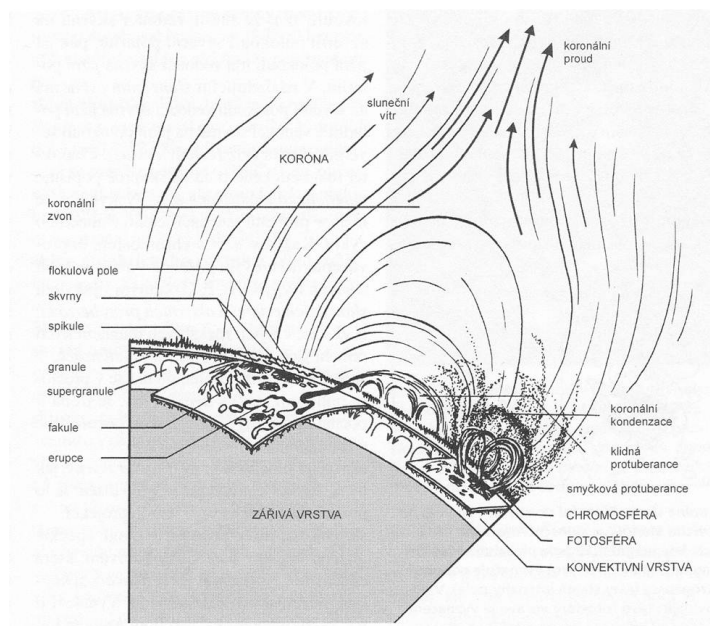 koronální
proud
sluneční
vítr
KORÓNA
koronální
zvon
flokulové pole
skvrny
spikule
granule
supergranule
fakule
erupce
koronální
kondenzace
klidná
protuberance
smyčková protuberance
CHROMOSFÉRA
FOTOSFÉRA
KONVEKTIVNÍ VRSTVA
ZÁŘIVÁ VRSTVA